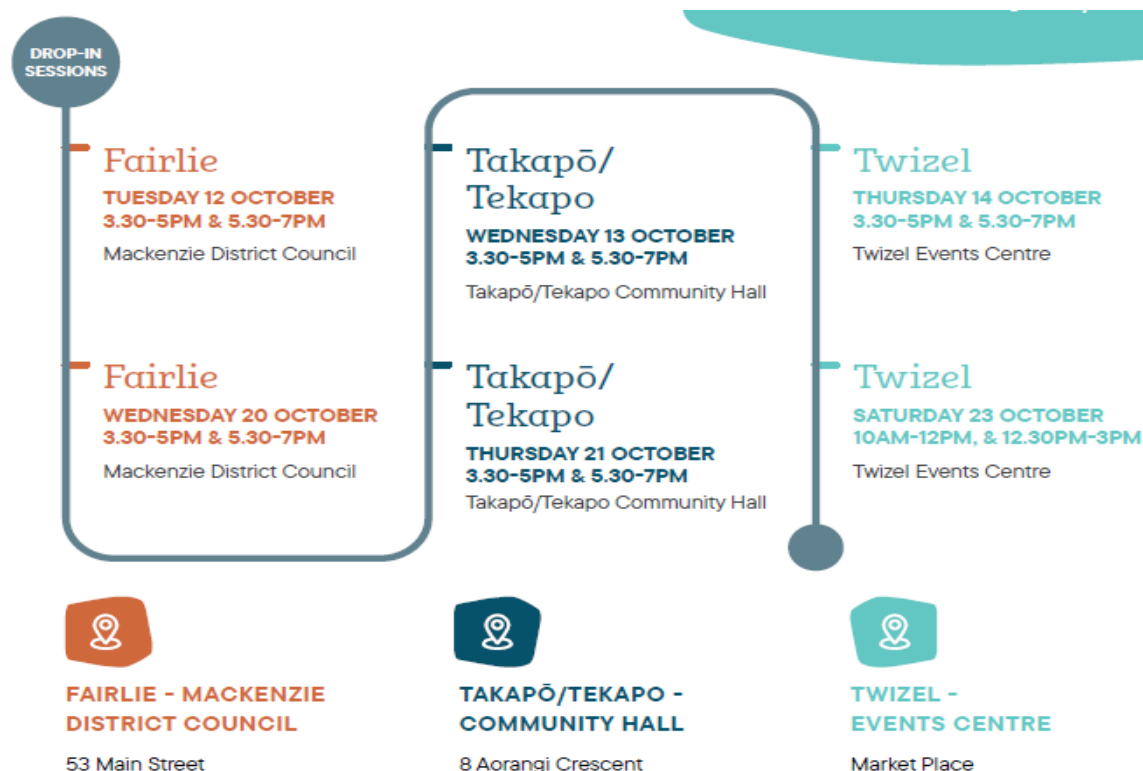 DROP-IN
SESSIONS
Fairlie
TUESDAY 12 OCTOBER
3.30-5PM & 5.30-7PM
Mackenzie District Council
Fairlie
WEDNESDAY 20 OCTOBER
3.30-5PM & 5.30-7PM
Mackenzie District Council
Takapō/
Tekapo
WEDNESDAY 13 OCTOBER
3.30-5PM & 5.30-7PM
Takapō/Tekapo Community Hall
Takapō/
Tekapo
THURSDAY 21 OCTOBER
3.30-5PM & 5.30-7PM
Takapō/Tekapo Community Hall
Twizel
THURSDAY 14 OCTOBER
3.30-5PM & 5.30-7PM
Twizel Events Centre
Twizel
SATURDAY 23 OCTOBER
10AM-12PM, & 12.30PM-3PM
Twizel Events Centre
FAIRLIE - MACKENZIE
DISTRICT COUNCIL
53 Main Street
TAKAPŌ/TEKAPO -
COMMUNITY HALL
8 Aorangi Crescent
TWIZEL -
EVENTS CENTRE
Market Place